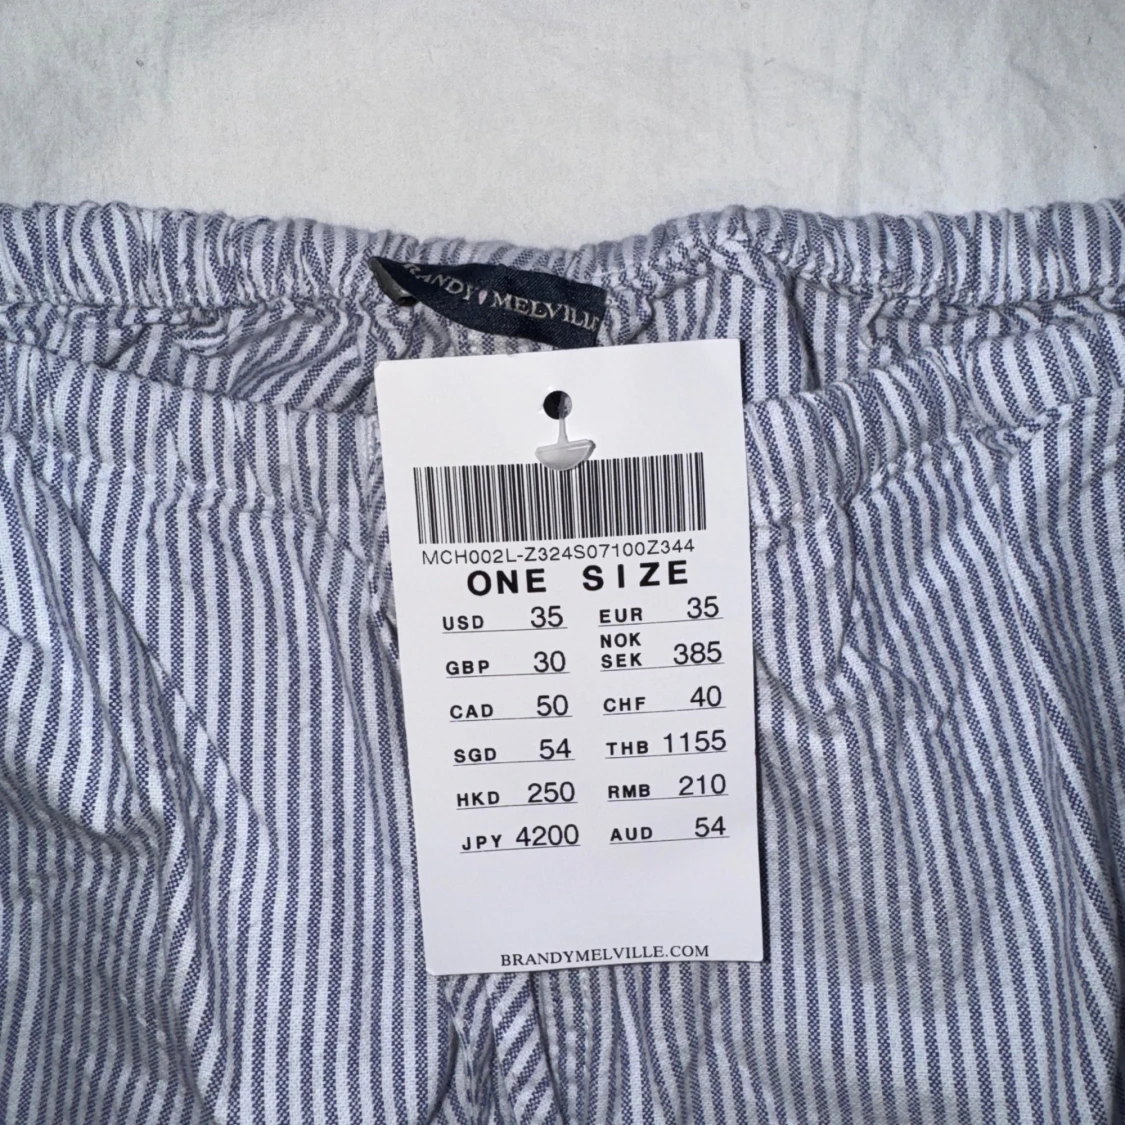 BRANDY MELVILLE
MCH002L-Z324S07100Z344
ONE SIZE
USD 35 EUR 35
NOK
GBP 30 SEK 385
CAD 50 CHF 40
SGD 54 THB 1155
HKD 250 RMB 210
JPY 4200 AUD 54
BRANDYMELVILLE.COM